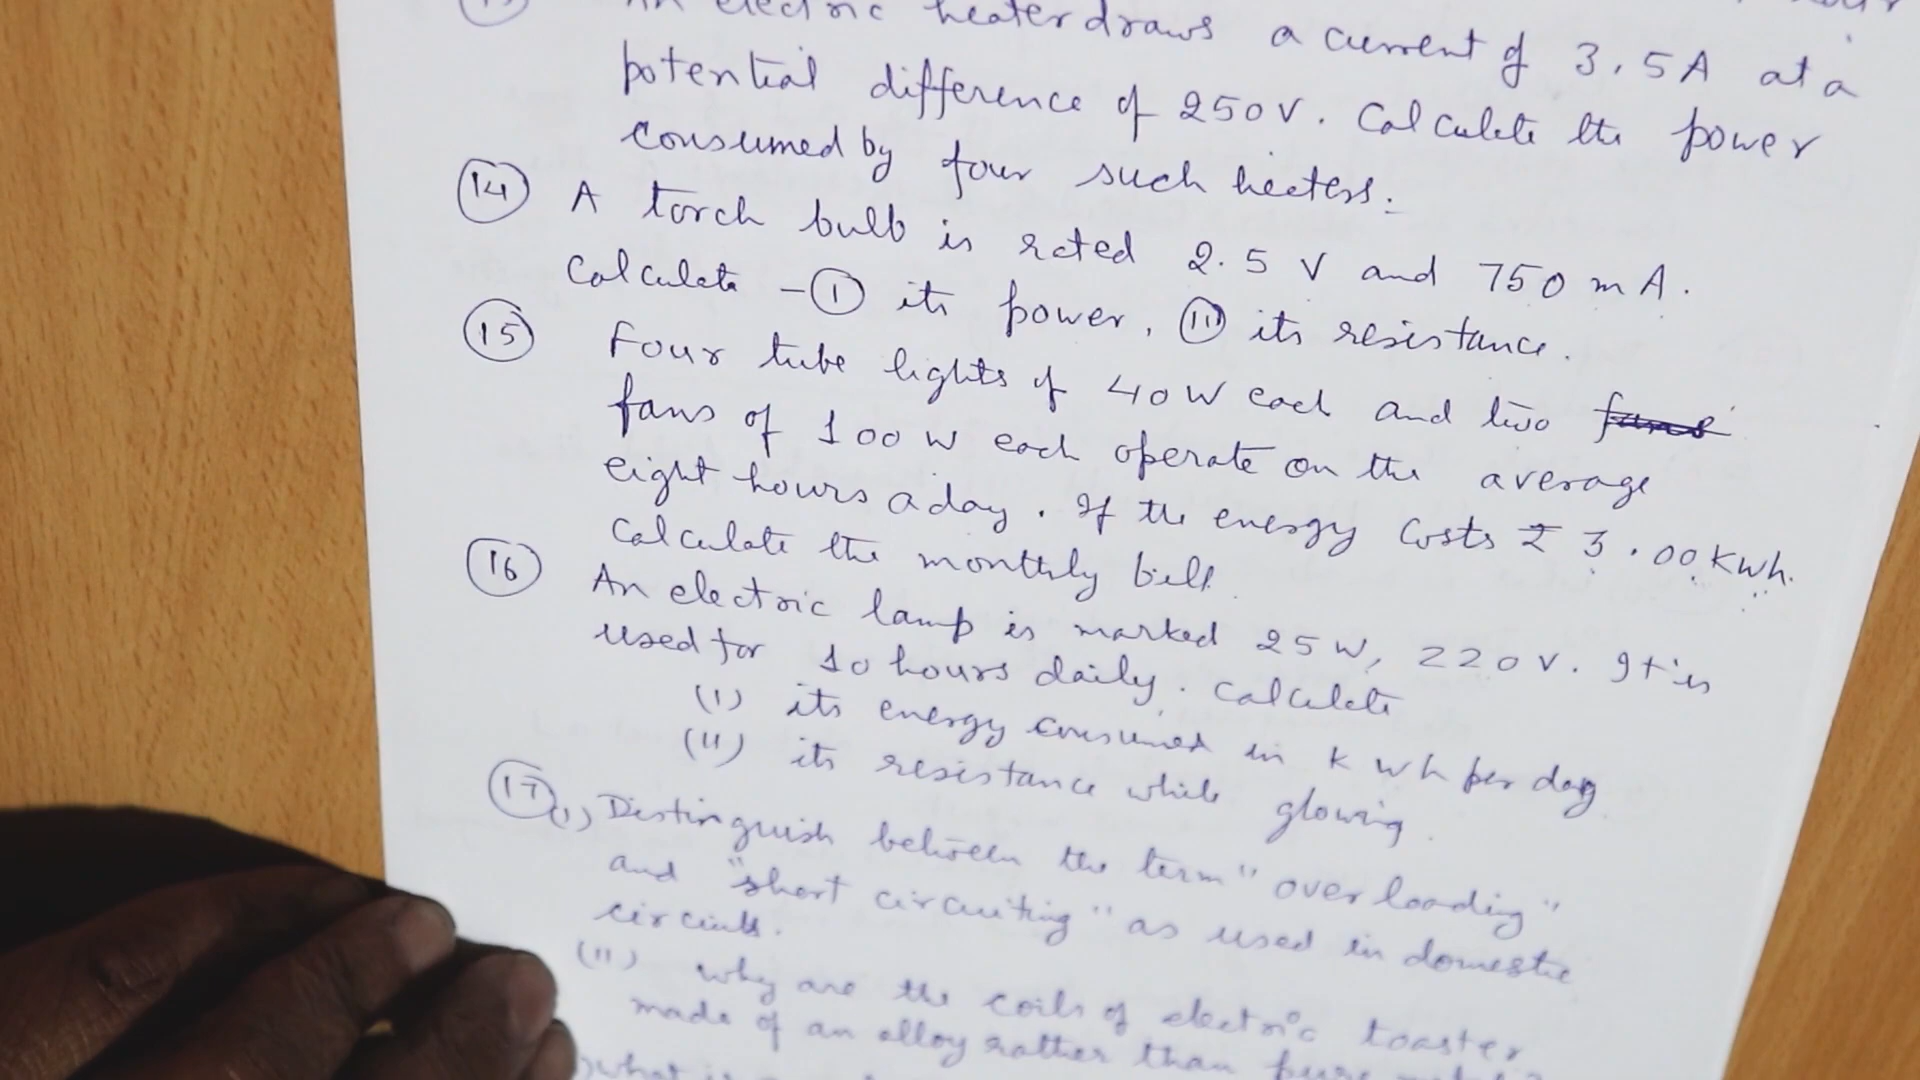 An electric heater draws a current of 3.5A at a
potential difference of 250V. Calculate the power
consumed by four such heaters.
(14) A torch bulb is rated 2.5 V and 750 mA.
Calculate - (I) its power, (II) its resistance.
(15) Four tube lights of 40W each and two
fans of 100W each operate on the average
eight hours a day. If the energy costs ₹ 3.00 kWh.
Calculate the monthly bill
(16) An electric lamp is marked 25W, 220V. It is
used for 10 hours daily. Calculate
(I) its energy consumed in kWh per day
(II) its resistance while glowing.
(17) (I) Distinguish between the term "over loading"
and "short circuiting" as used in domestic
circuits.
(II) Why are the coils of electric toaster
made of an alloy rather than pure
what is